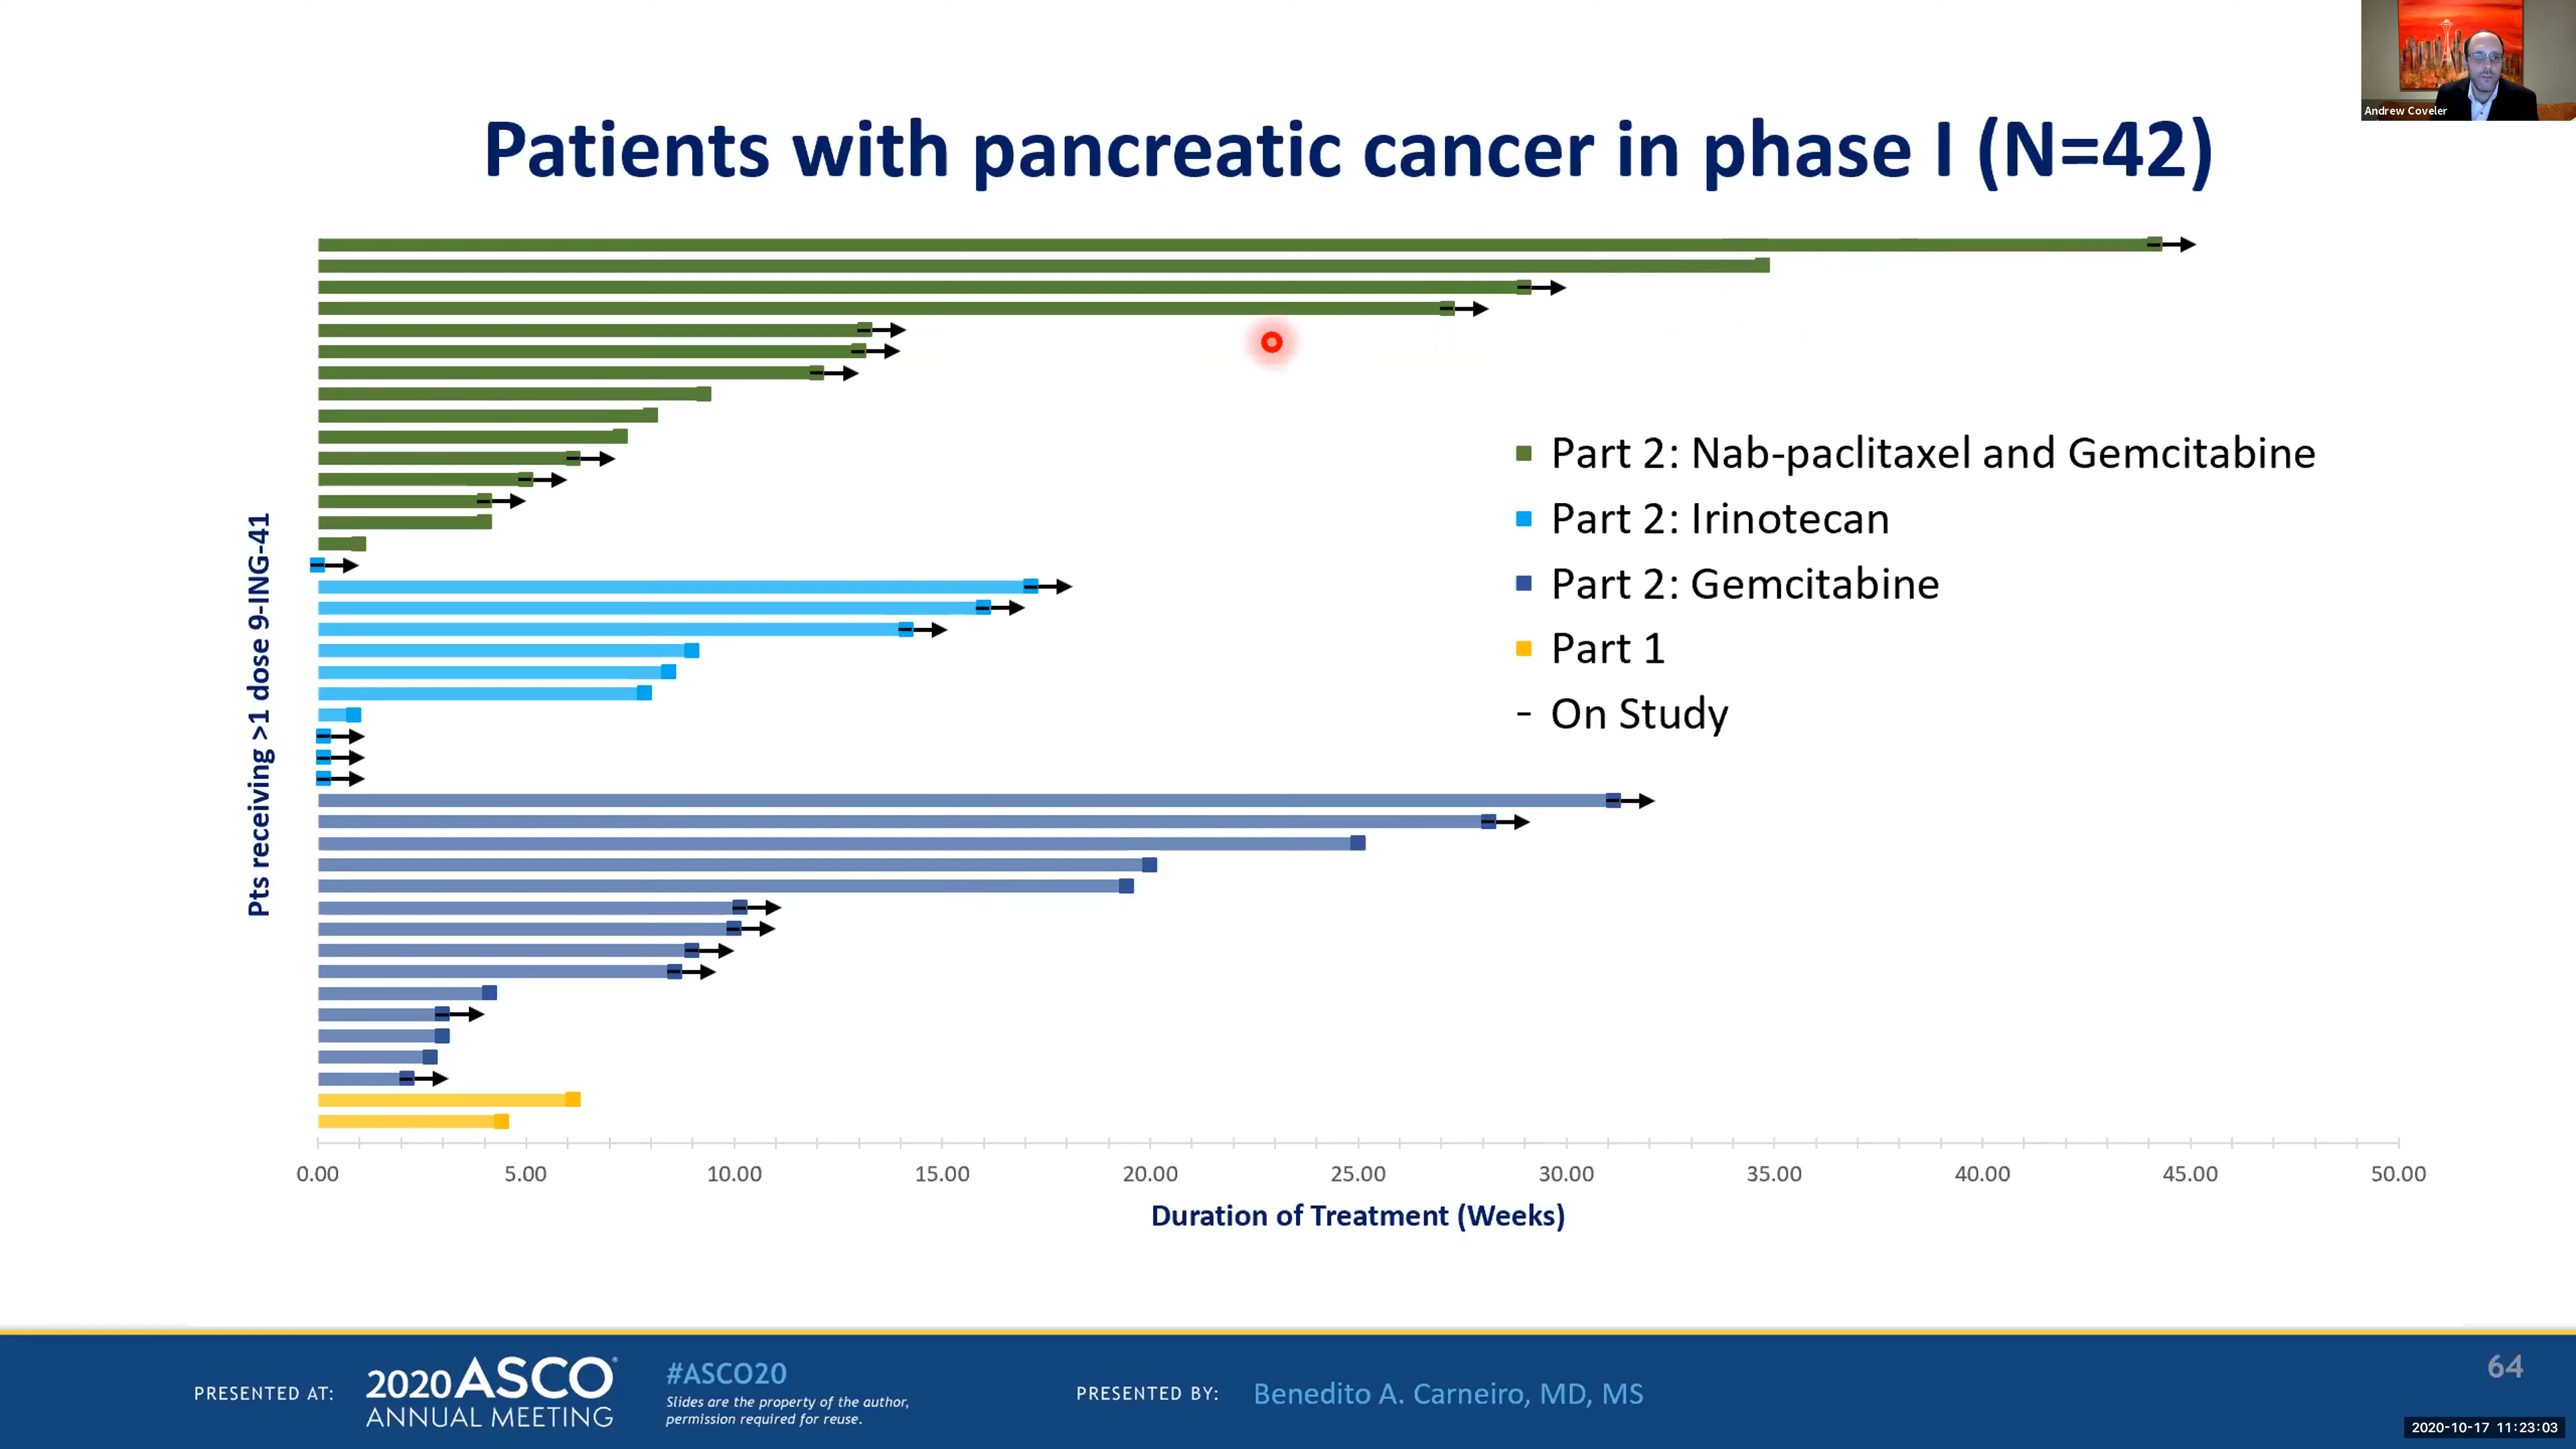 Andrew Coveler
Patients with pancreatic cancer in phase I (N=42)
Pts receiving >1 dose 9-ING-41
Part 2: Nab-paclitaxel and Gemcitabine
Part 2: Irinotecan
Part 2: Gemcitabine
Part 1
On Study
0.00 5.00 10.00 15.00 20.00 25.00 30.00 35.00 40.00 45.00 50.00
Duration of Treatment (Weeks)
PRESENTED AT:
2020 ASCO
ANNUAL MEETING
#ASCO20
Slides are the property of the author,
permission required for reuse.
PRESENTED BY: Benedito A. Carneiro, MD, MS
64
2020-10-17 11:23:03